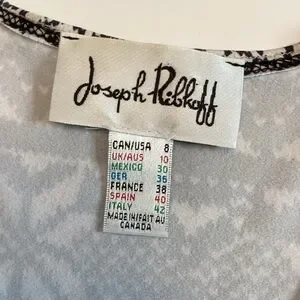 Joseph Ribkoff
CAN/USA 8
UK/AUS 10
MEXICO 30
GER 36
FRANCE 38
SPAIN 40
ITALY 42
MADE IN/FAIT AU
CANADA